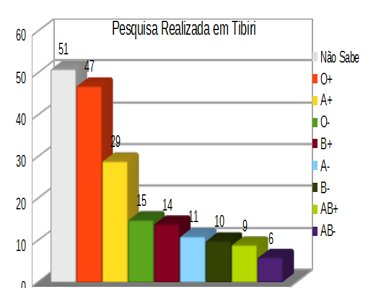 Pesquisa Realizada em Tibiri
60
50
40
30
20
10
0
51
47
29
15
14
11
10
9
6
Não Sabe
O+
A+
O-
B+
A-
B-
AB+
AB-